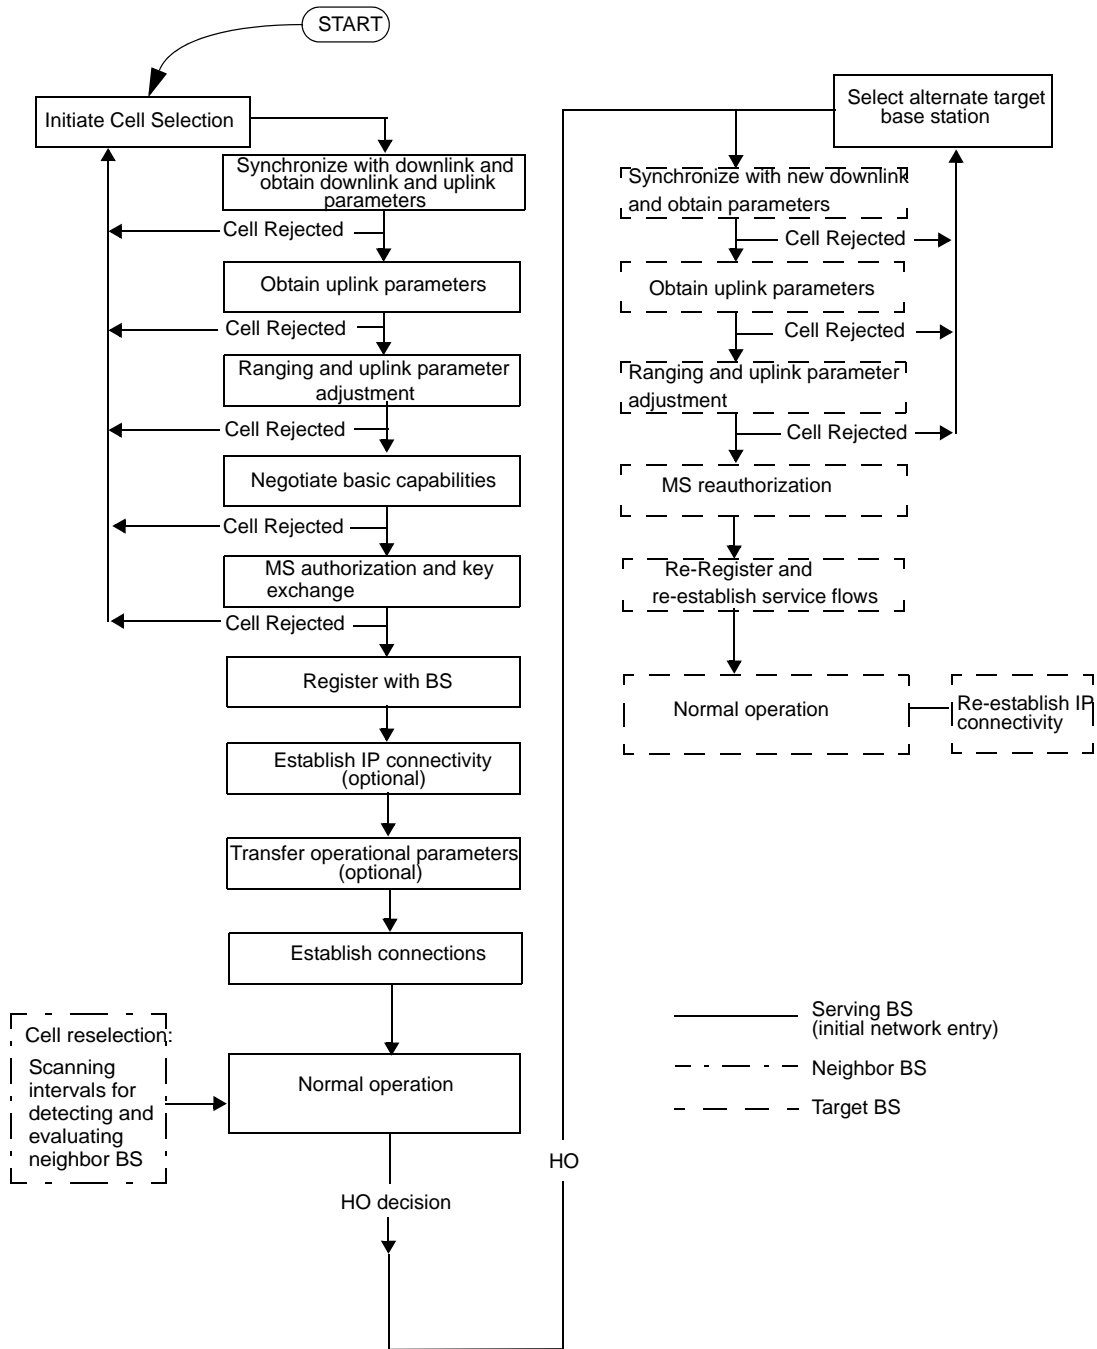 START
Initiate Cell Selection
Synchronize with downlink and
obtain downlink and uplink
parameters
Cell Rejected
Obtain uplink parameters
Cell Rejected
Ranging and uplink parameter
adjustment
Cell Rejected
Negotiate basic capabilities
Cell Rejected
MS authorization and key
exchange
Cell Rejected
Register with BS
Establish IP connectivity
(optional)
Transfer operational parameters
(optional)
Establish connections
Cell reselection:
Scanning
intervals for
detecting and
evaluating
neighbor BS
Normal operation
HO decision
HO
Select alternate target
base station
Synchronize with new downlink
and obtain parameters
Cell Rejected
Obtain uplink parameters
Cell Rejected
Ranging and uplink parameter
adjustment
Cell Rejected
MS reauthorization
Re-Register and
re-establish service flows
Normal operation
Re-establish IP
connectivity
Serving BS
(initial network entry)
Neighbor BS
Target BS